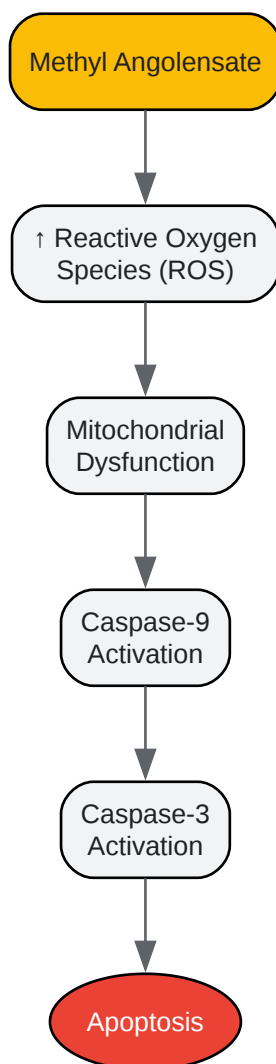 Methyl Angolensate
↑ Reactive Oxygen
Species (ROS)
Mitochondrial
Dysfunction
Caspase-9
Activation
Caspase-3
Activation
Apoptosis